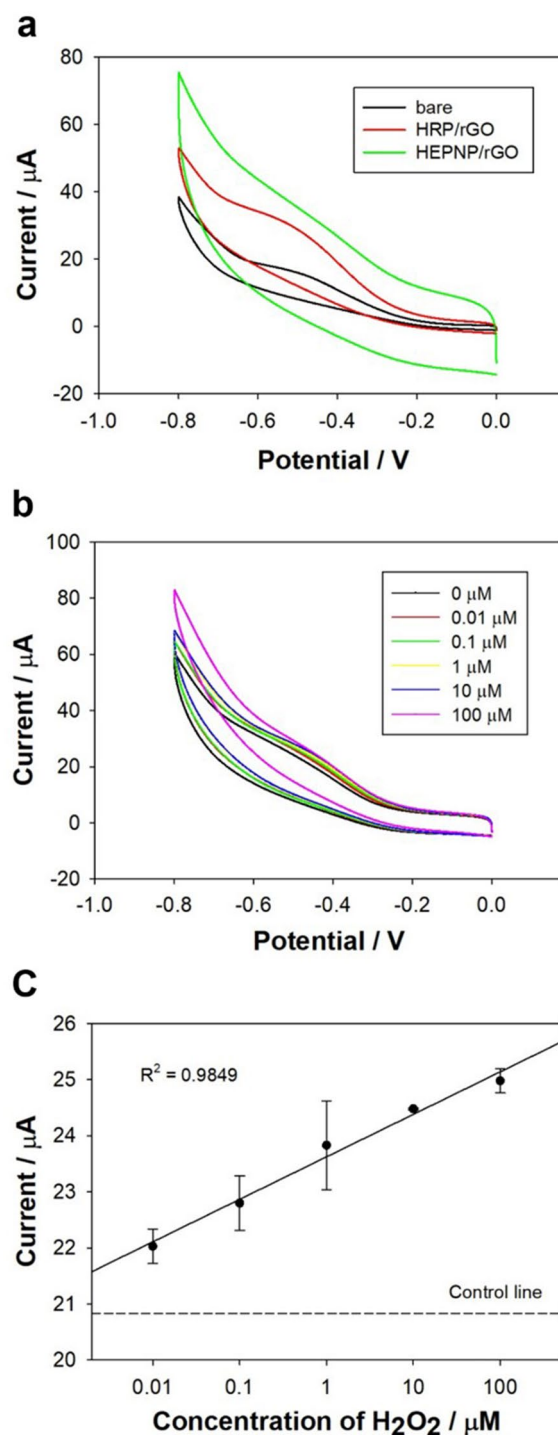 a
80
60
40
20
0
-20
Current / μA
bare
HRP/rGO
HEPNP/rGO
-1.0 -0.8 -0.6 -0.4 -0.2 0.0
Potential / V
b
100
80
60
40
20
0
-20
Current / μA
0 μM
0.01 μM
0.1 μM
1 μM
10 μM
100 μM
-1.0 -0.8 -0.6 -0.4 -0.2 0.0
Potential / V
C
26
25
24
23
22
21
20
Current / μA
R² = 0.9849
Control line
0.01 0.1 1 10 100
Concentration of H₂O₂ / μM